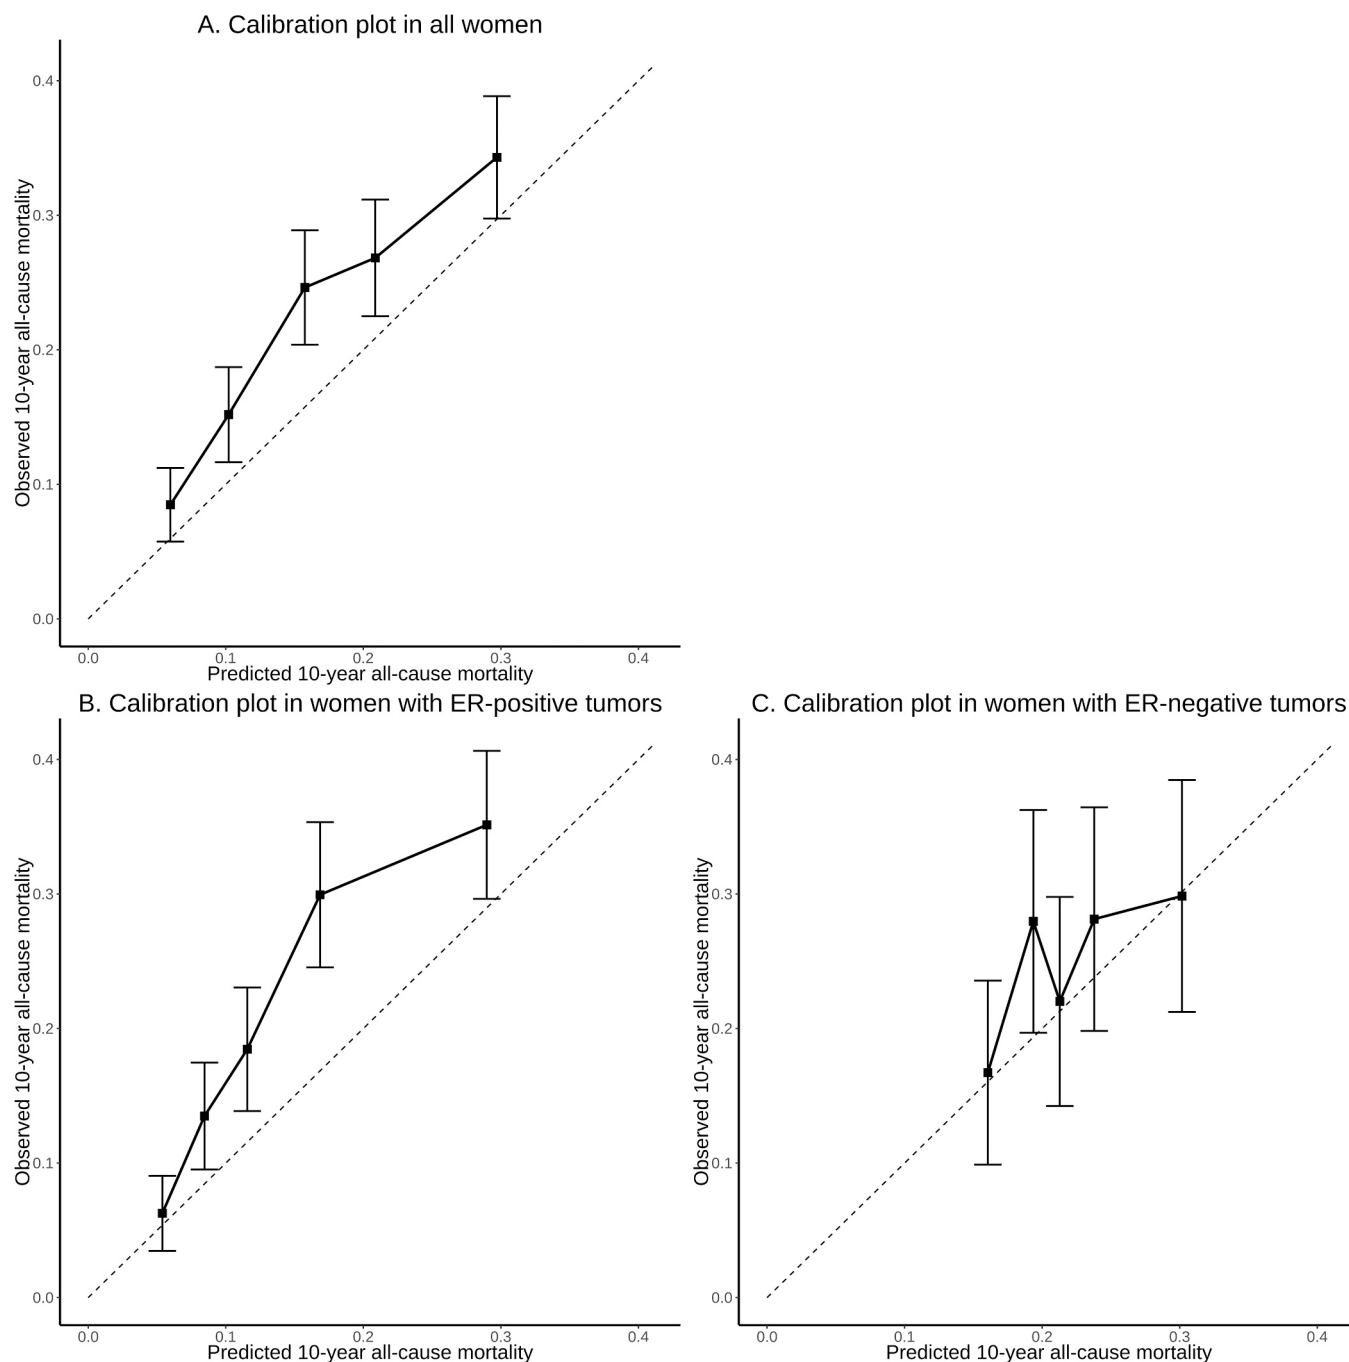 A. Calibration plot in all women
Observed 10-year all-cause mortality
0.4
0.3
0.2
0.1
0.0
0.0 0.1 0.2 0.3 0.4
Predicted 10-year all-cause mortality
B. Calibration plot in women with ER-positive tumors
Observed 10-year all-cause mortality
0.4
0.3
0.2
0.1
0.0
0.0 0.1 0.2 0.3 0.4
Predicted 10-year all-cause mortality
C. Calibration plot in women with ER-negative tumors
Observed 10-year all-cause mortality
0.4
0.3
0.2
0.1
0.0
0.0 0.1 0.2 0.3 0.4
Predicted 10-year all-cause mortality